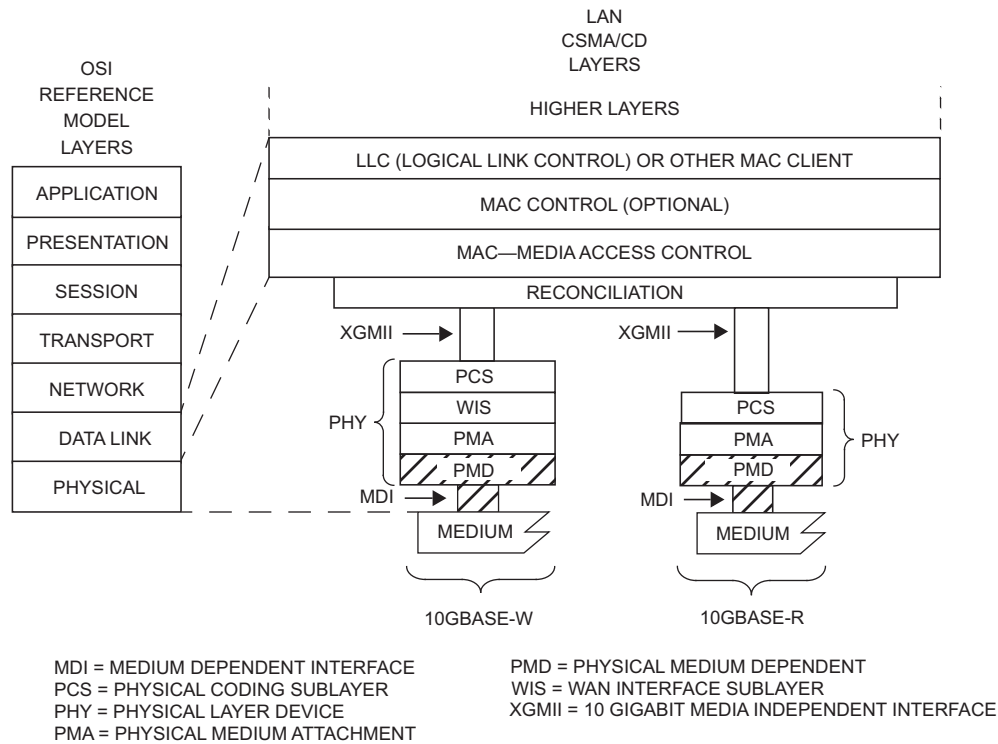 LAN
CSMA/CD
LAYERS
OSI
REFERENCE
MODEL
LAYERS
HIGHER LAYERS
LLC (LOGICAL LINK CONTROL) OR OTHER MAC CLIENT
APPLICATION
MAC CONTROL (OPTIONAL)
PRESENTATION
MAC—MEDIA ACCESS CONTROL
SESSION
RECONCILIATION
TRANSPORT
XGMII
XGMII
NETWORK
PCS
WIS
PCS
DATA LINK
PHY
PMA
PMA
PHY
PMD
PMD
PHYSICAL
MDI
MDI
MEDIUM
MEDIUM
10GBASE-W
10GBASE-R
MDI = MEDIUM DEPENDENT INTERFACE
PCS = PHYSICAL CODING SUBLAYER
PHY = PHYSICAL LAYER DEVICE
PMA = PHYSICAL MEDIUM ATTACHMENT
PMD = PHYSICAL MEDIUM DEPENDENT
WIS = WAN INTERFACE SUBLAYER
XGMII = 10 GIGABIT MEDIA INDEPENDENT INTERFACE